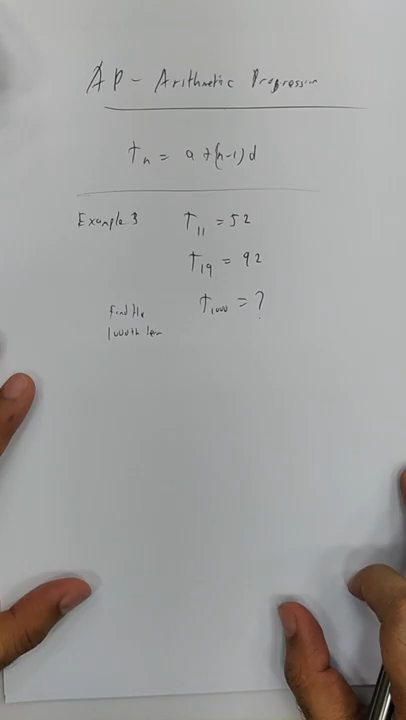 AP - Arithmetic Progression
Tn = a + (n-1) d
Example 3 T11 = 52
T19 = 92
T1000 = ?
find the
1000th term